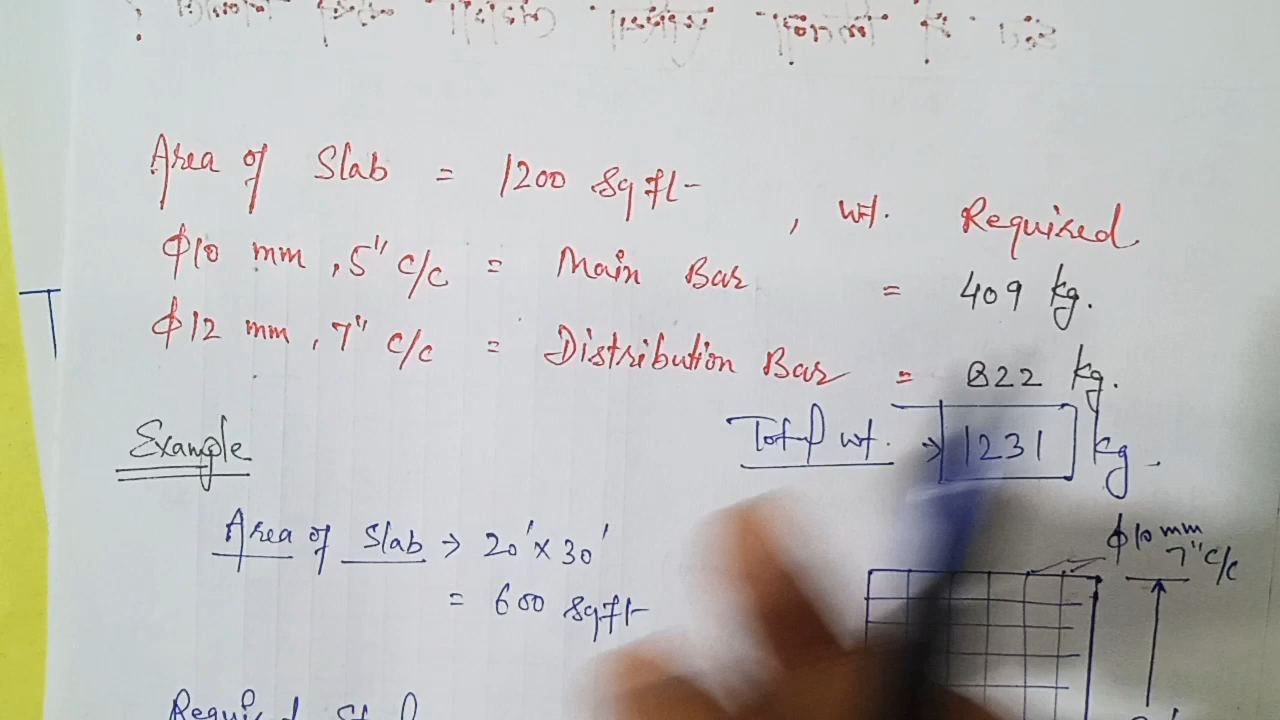 Area of Slab = 1200 Sqft , wt. Required
ϕ10 mm, 5" c/c = Main Bar = 409 kg.
ϕ12 mm, 7" c/c = Distribution Bar = 822 kg.
Total wt. → 1231 kg.
Example
Area of Slab → 20' x 30'
= 600 Sqft
ϕ10 mm
7" c/c